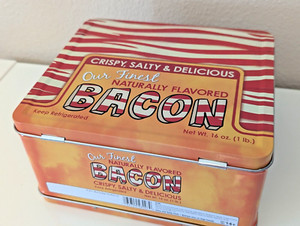 CRISPY, SALTY & DELICIOUS
Our Finest
NATURALLY FLAVORED
BACON
Keep Refrigerated
Net Wt. 16 oz. (1 lb.)
Our Finest
NATURALLY FLAVORED
BACON
CRISPY, SALTY & DELICIOUS